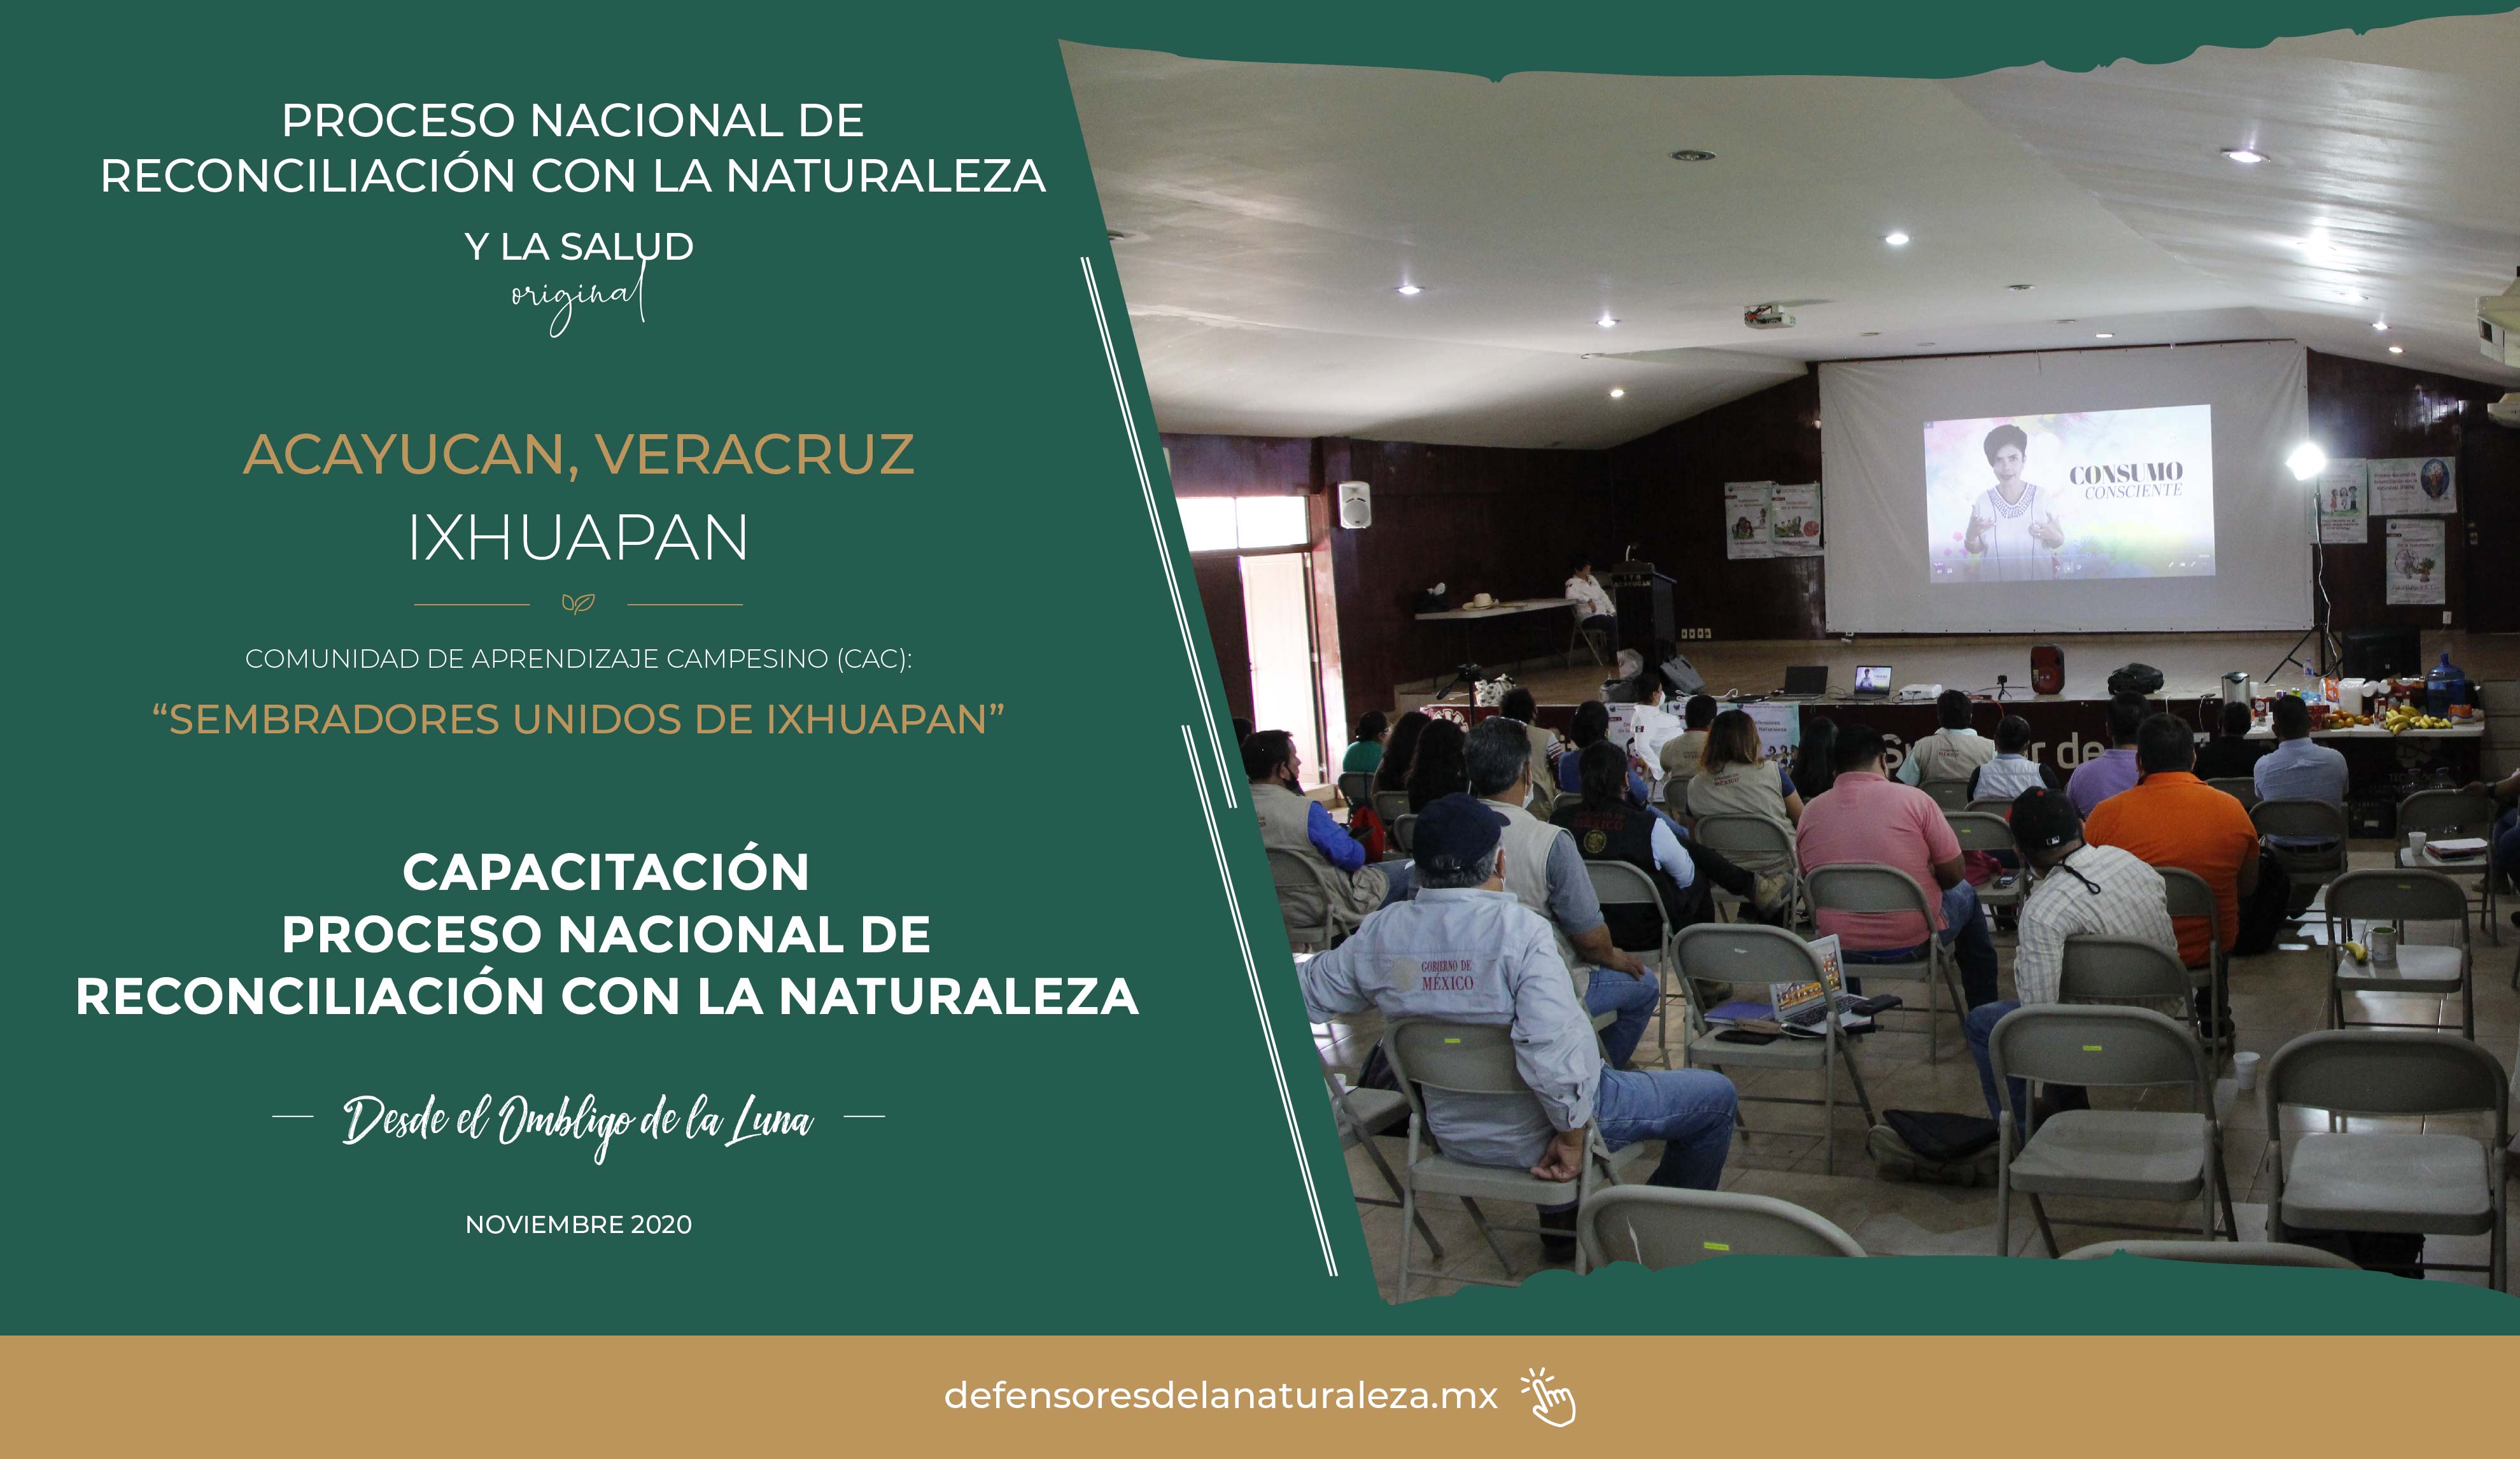 PROCESO NACIONAL DE
RECONCILIACIÓN CON LA NATURALEZA
Y LA SALUD
original
ACAYUCAN, VERACRUZ
IXHUAPAN
COMUNIDAD DE APRENDIZAJE CAMPESINO (CAC):
“SEMBRADORES UNIDOS DE IXHUAPAN”
CAPACITACIÓN
PROCESO NACIONAL DE
RECONCILIACIÓN CON LA NATURALEZA
Desde el Ombligo de la Luna
NOVIEMBRE 2020
CONSUMO
CONSCIENTE
ACAYUCAN
GOBIERNO DE
MÉXICO
defensoresdelanaturaleza.mx